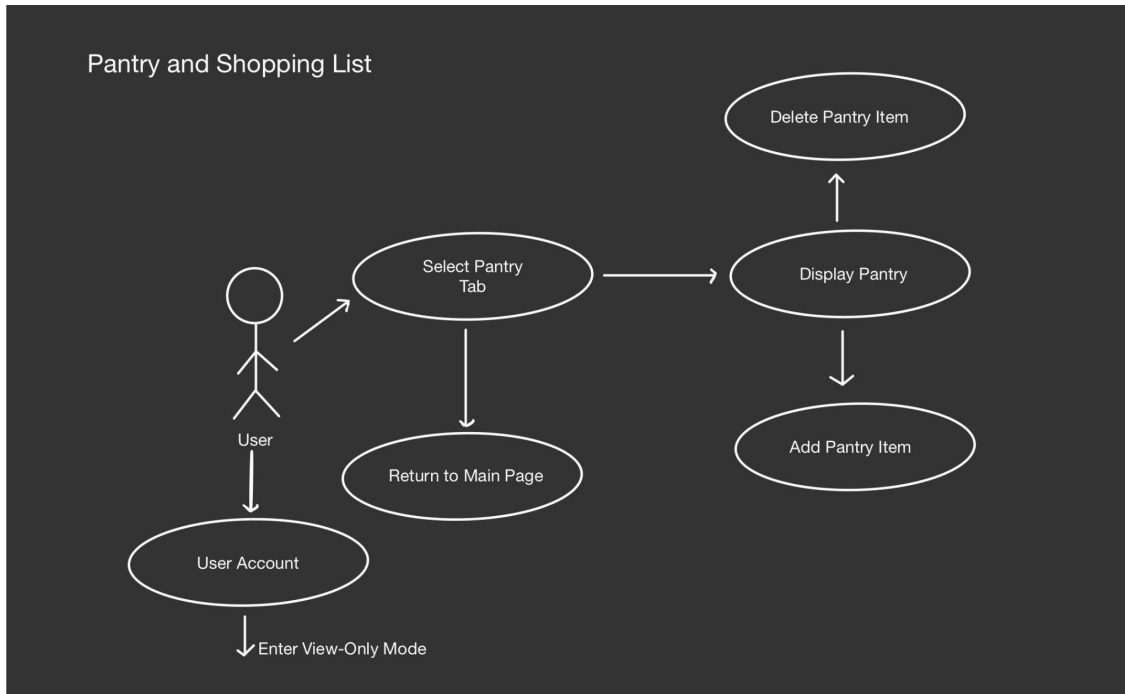 Pantry and Shopping List
Delete Pantry Item
Select Pantry
Tab
Display Pantry
User
Add Pantry Item
Return to Main Page
User Account
Enter View-Only Mode